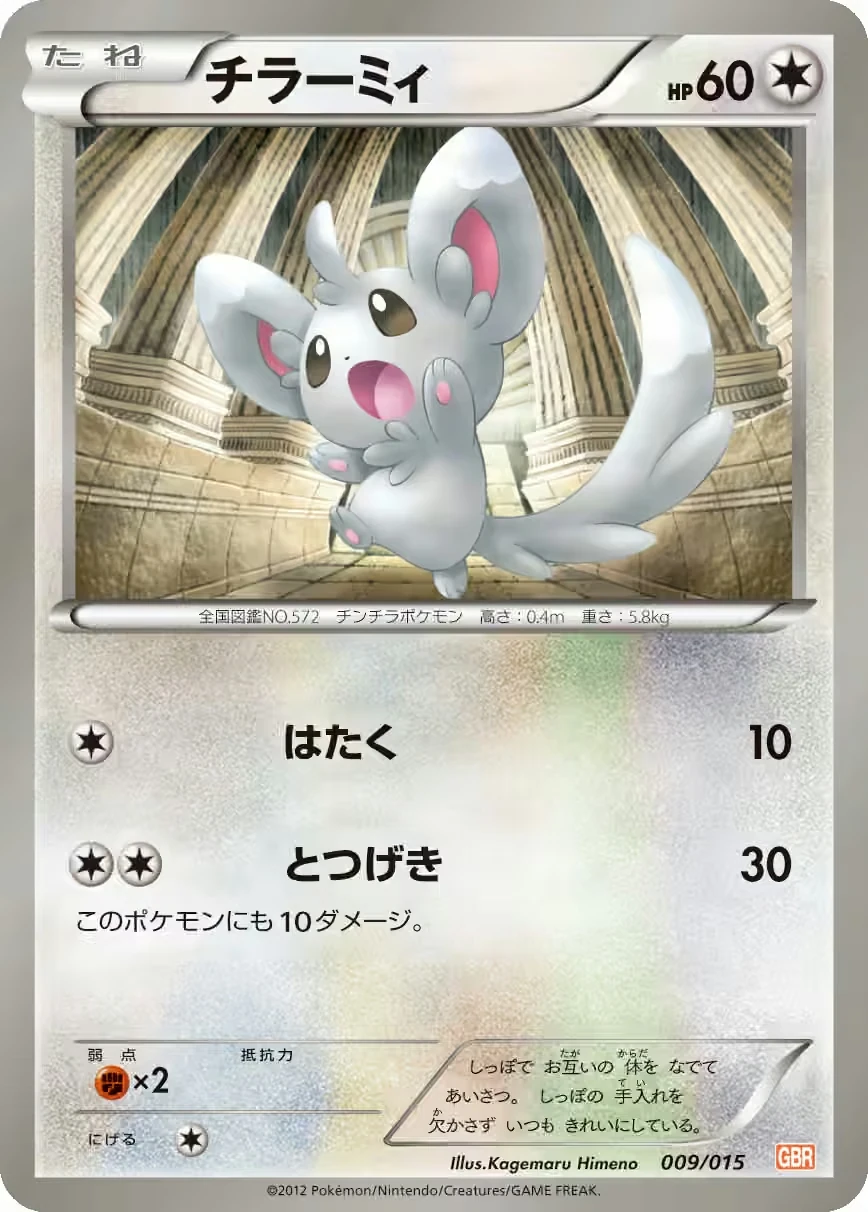 たね チラーミィ HP60
全国図鑑NO.572 チンチラポケモン 高さ:0.4m 重さ:5.8kg
はたく 10
とつげき 30
このポケモンにも10ダメージ。
弱点 抵抗力
×2
にげる
しっぽで お互いの 体を なでて
あいさつ。 しっぽの 手入れを
欠かさず いつも きれいにしている。
Illus.Kagemaru Himeno 009/015 GBR
©2012 Pokémon/Nintendo/Creatures/GAME FREAK.